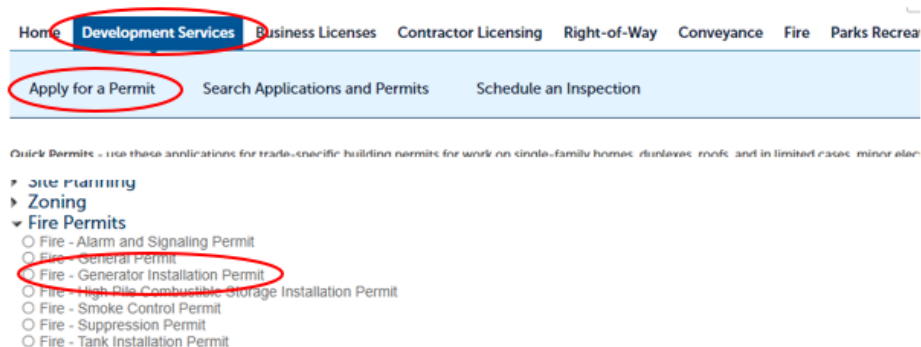 Home Development Services Business Licenses Contractor Licensing Right-of-Way Conveyance Fire Parks Recrea
Apply for a Permit Search Applications and Permits Schedule an Inspection
Quick Permits - use these applications for trade-specific building permits for work on single-family homes, duplexes, roofs, and in limited cases, minor elec
Site Planning
Zoning
Fire Permits
Fire - Alarm and Signaling Permit
Fire - General Permit
Fire - Generator Installation Permit
Fire - High Pile Combustible Storage Installation Permit
Fire - Smoke Control Permit
Fire - Suppression Permit
Fire - Tank Installation Permit